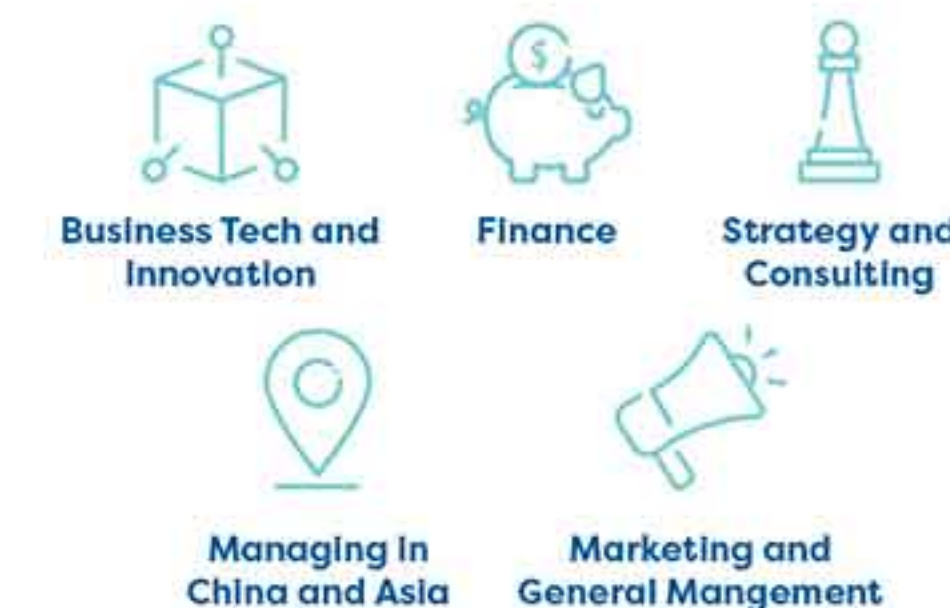 $
Business Tech and
Innovation
Finance
Strategy and
Consulting
Managing in
China and Asia
Marketing and
General Mangement